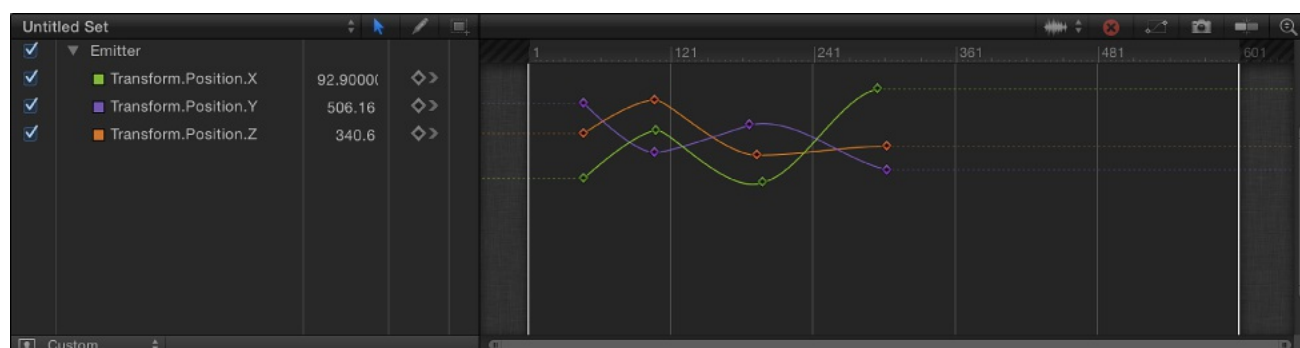 Untitled Set
1 121 241 361 481 601
Emitter
Transform.Position.X 92.9000
Transform.Position.Y 506.16
Transform.Position.Z 340.6
Custom